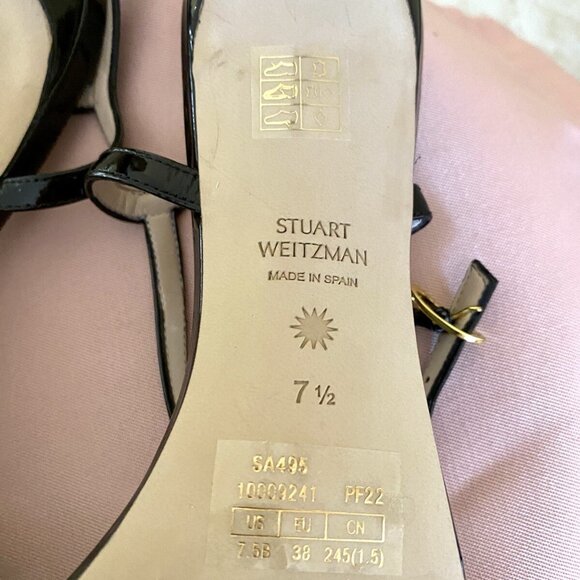 STUART
WEITZMAN
MADE IN SPAIN
7 ½
SA495
10009241 PF22
US EU CN
7.5B 38 245(1.5)